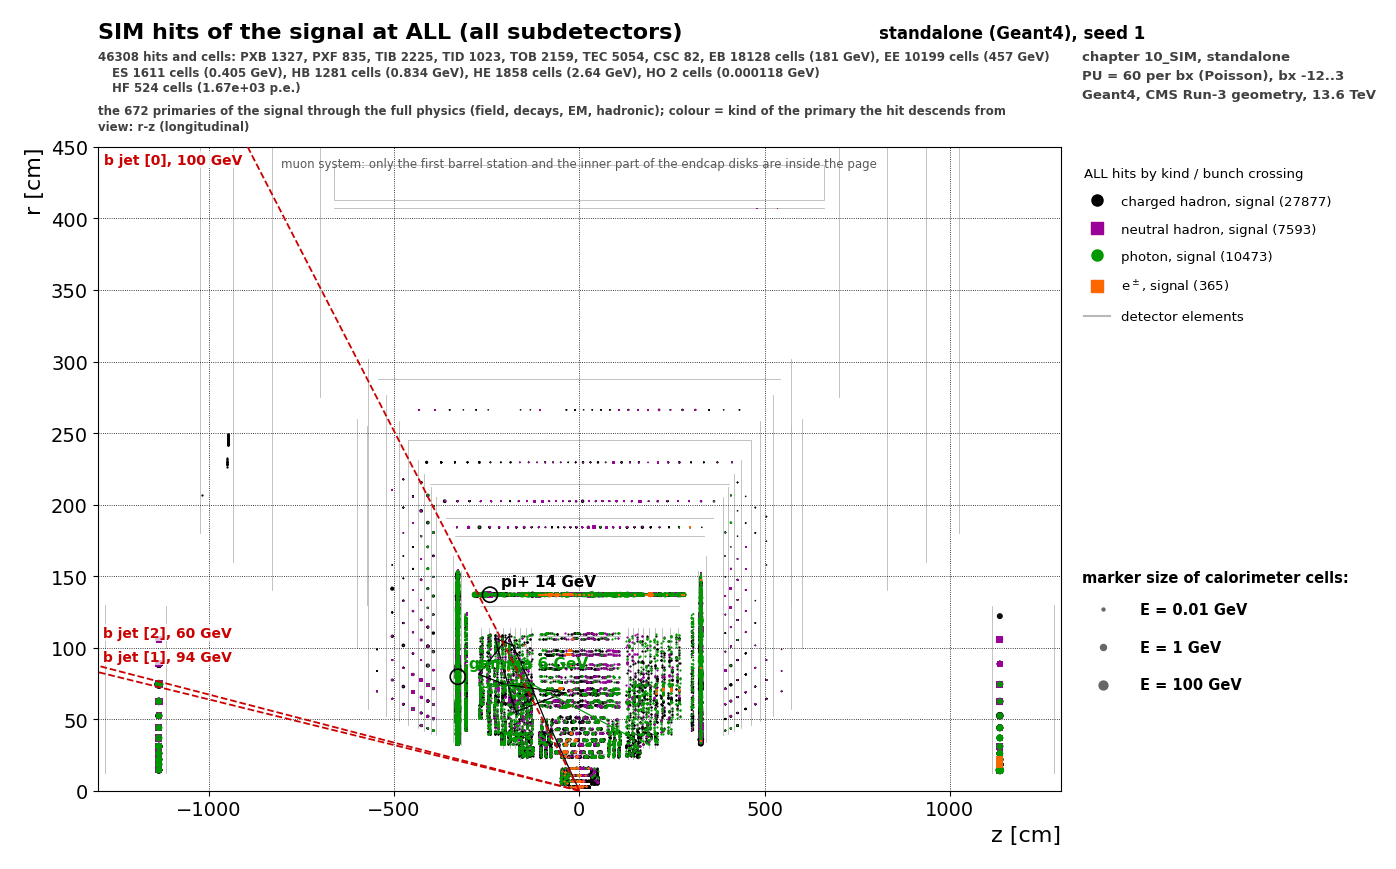 SIM hits of the signal at ALL (all subdetectors)
standalone (Geant4), seed 1
46308 hits and cells: PXB 1327, PXF 835, TIB 2225, TID 1023, TOB 2159, TEC 5054, CSC 82, EB 18128 cells (181 GeV), EE 10199 cells (457 GeV)
ES 1611 cells (0.405 GeV), HB 1281 cells (0.834 GeV), HE 1858 cells (2.64 GeV), HO 2 cells (0.000118 GeV)
HF 524 cells (1.67e+03 p.e.)
the 672 primaries of the signal through the full physics (field, decays, EM, hadronic); colour = kind of the primary the hit descends from
view: r-z (longitudinal)
chapter 10_SIM, standalone
PU = 60 per bx (Poisson), bx -12..3
Geant4, CMS Run-3 geometry, 13.6 TeV
b jet [0], 100 GeV
muon system: only the first barrel station and the inner part of the endcap disks are inside the page
ALL hits by kind / bunch crossing
charged hadron, signal (27877)
neutral hadron, signal (7593)
photon, signal (10473)
e±, signal (365)
detector elements
pi+ 14 GeV
b jet [2], 60 GeV
b jet [1], 94 GeV
marker size of calorimeter cells:
E = 0.01 GeV
E = 1 GeV
E = 100 GeV
r [cm]
450
400
350
300
250
200
150
100
50
0
−1000
−500
0
500
1000
z [cm]